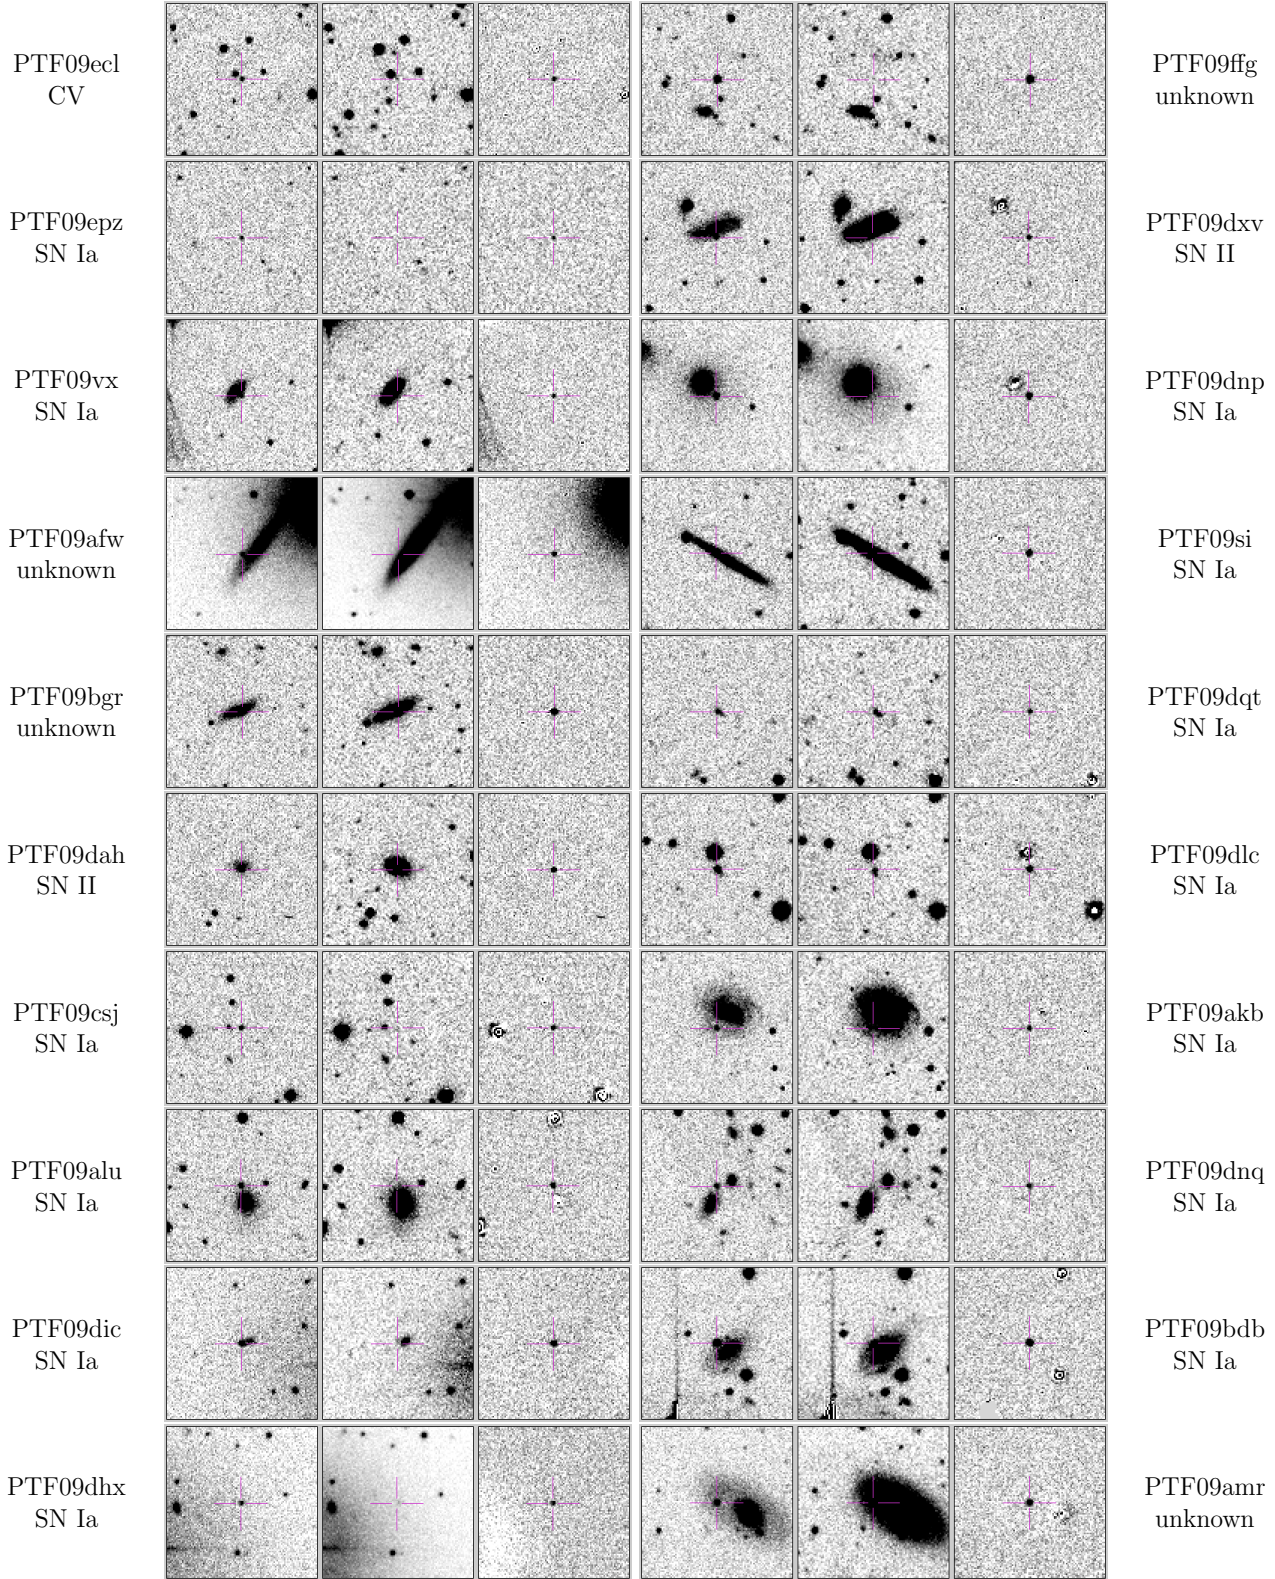 PTF09ecl
CV
PTF09ffg
unknown
PTF09epz
SN Ia
PTF09dxv
SN II
PTF09vx
SN Ia
PTF09dnp
SN Ia
PTF09afw
unknown
PTF09si
SN Ia
PTF09bgr
unknown
PTF09dqt
SN Ia
PTF09dah
SN II
PTF09dlc
SN Ia
PTF09csj
SN Ia
PTF09akb
SN Ia
PTF09alu
SN Ia
PTF09dnq
SN Ia
PTF09dic
SN Ia
PTF09bdb
SN Ia
PTF09dhx
SN Ia
PTF09amr
unknown